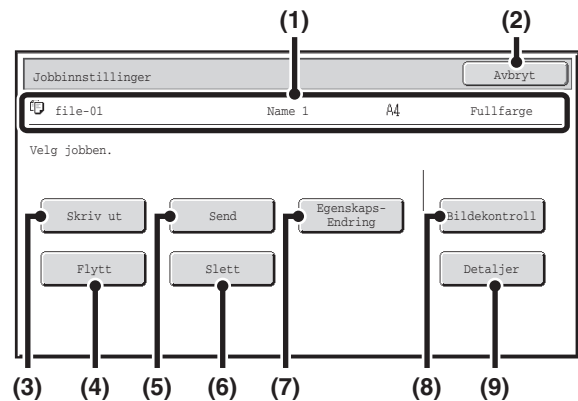 (1) (2)
Jobbinnstillinger Avbryt
file-01 Name 1 A4 Fullfarge
Velg jobben.
Skriv ut Send Egenskaps-
Endring Bildekontroll
Flytt Slett Detaljer
(3) (4) (5) (6) (7) (8) (9)